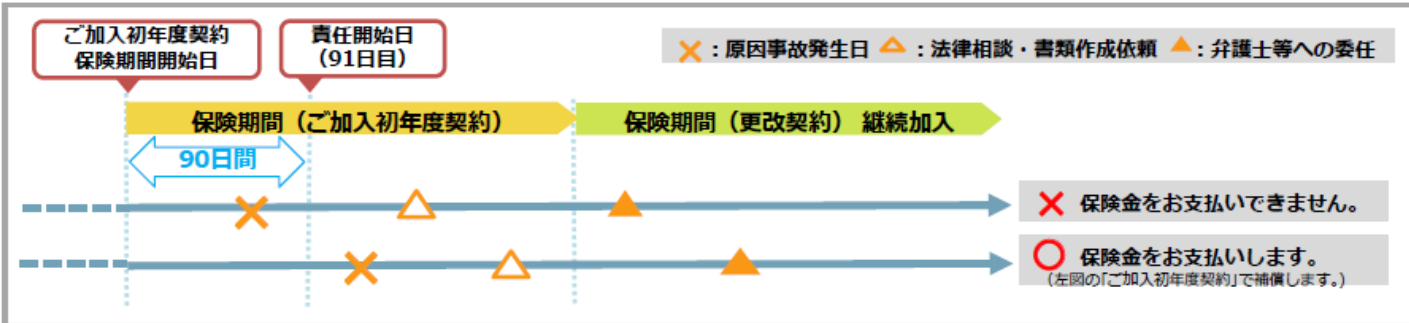 ご加入初年度契約
保険期間開始日
責任開始日
（91日目）
×：原因事故発生日 △：法律相談・書類作成依頼 ▲：弁護士等への委任
保険期間（ご加入初年度契約）
保険期間（更改契約） 継続加入
90日間
× 保険金をお支払いできません。
○ 保険金をお支払いします。
（左図の｢ご加入初年度契約｣で補償します。）